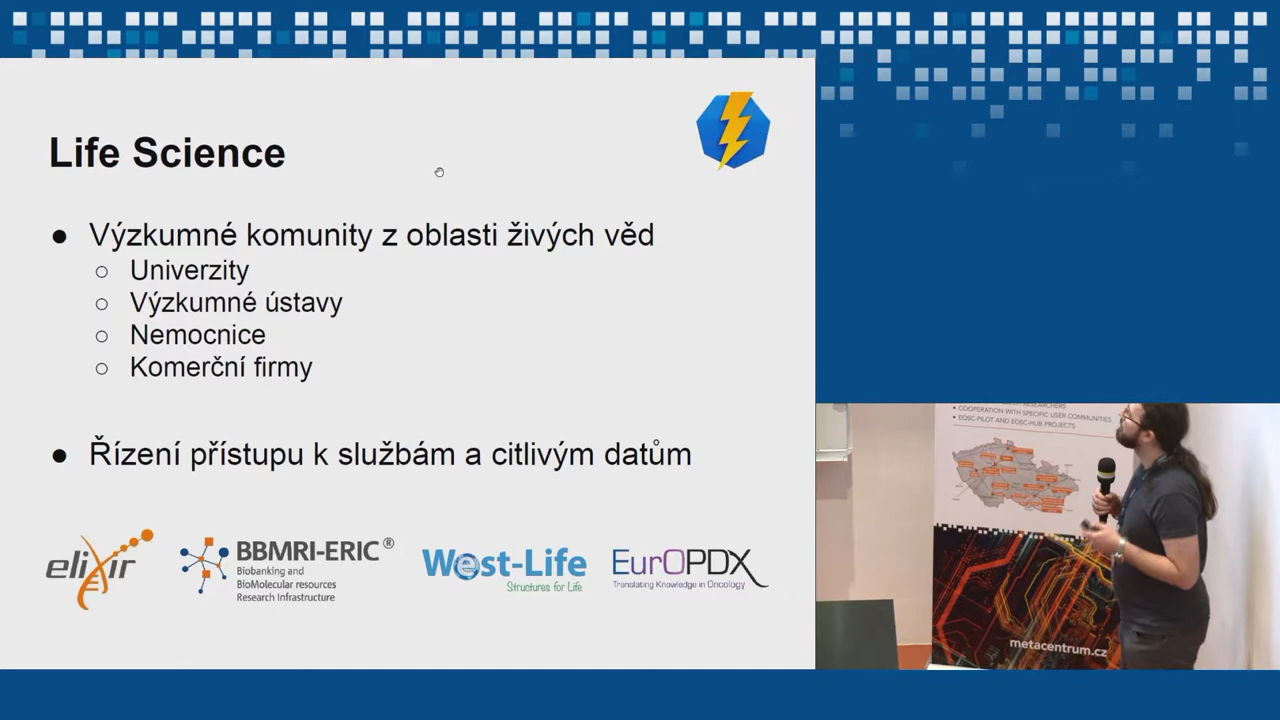 Life Science
● Výzkumné komunity z oblasti živých věd
○ Univerzity
○ Výzkumné ústavy
○ Nemocnice
○ Komerční firmy
● Řízení přístupu k službám a citlivým datům
elixir
BBMRI-ERIC®
Biobanking and
BioMolecular resources
Research Infrastructure
West-Life
Structures for Life
EurOPDX
Translating Knowledge in Oncology
• COOPERATION WITH SPECIFIC USER COMMUNITIES
• EOSC-PILOT AND EOSC-HUB PROJECTS
metacentrum.cz